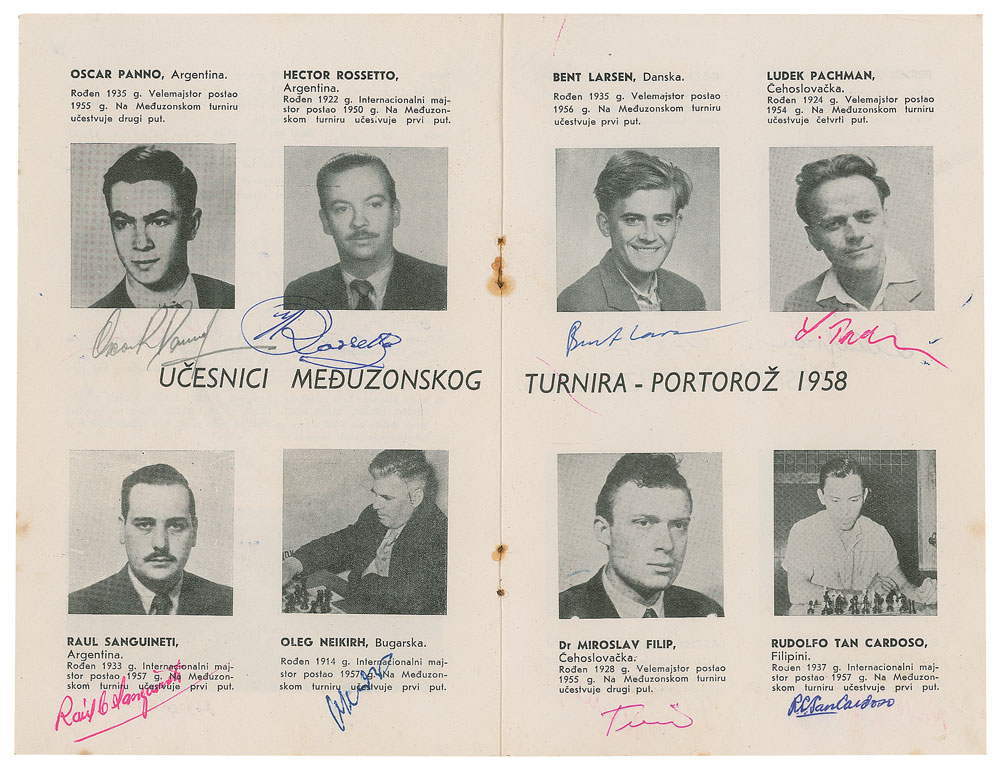 OSCAR PANNO, Argentina.
Rođen 1935 g. Velemajstor postao
1955 g. Na Međuzonskom turniru
učestvuje drugi put.
HECTOR ROSSETTO,
Argentina.
Rođen 1922 g. Internacionalni maj-
stor postao 1950 g. Na Međuzon-
skom turniru učestvuje prvi put.
BENT LARSEN, Danska.
Rođen 1935 g. Velemajstor postao
1956 g. Na Međuzonskom turniru
učestvuje prvi put.
LUDEK PACHMAN,
Čehoslovačka.
Rođen 1924 g. Velemajstor postao
1954 g. Na Međuzonskom turniru
učestvuje četvrti put.
Oscar R Panno
Rossetto
Bent Larsen
UČESNICI MEĐUZONSKOG TURNIRA - PORTOROŽ 1958
RAUL SANGUINETI,
Argentina.
Rođen 1933 g. Internacionalni maj-
stor postao 1957 g. Na Međuzon-
skom turniru učestvuje prvi put.
Raúl C Sanguineti
OLEG NEIKIRH, Bugarska.
Rođen 1914 g. Internacionalni maj-
stor postao 1957 g. Na Međuzon-
skom turniru učestvuje prvi put.
Dr MIROSLAV FILIP,
Čehoslovačka.
Rođen 1928 g. Velemajstor postao
1955 g. Na Međuzonskom turniru
učestvuje drugi put.
RUDOLFO TAN CARDOSO,
Filipini.
Rođen 1937 g. Internacionalni maj-
stor postao 1957 g. Na Međuzon-
skom turniru učestvuje prvi put.
R.C. Tan Cardoso